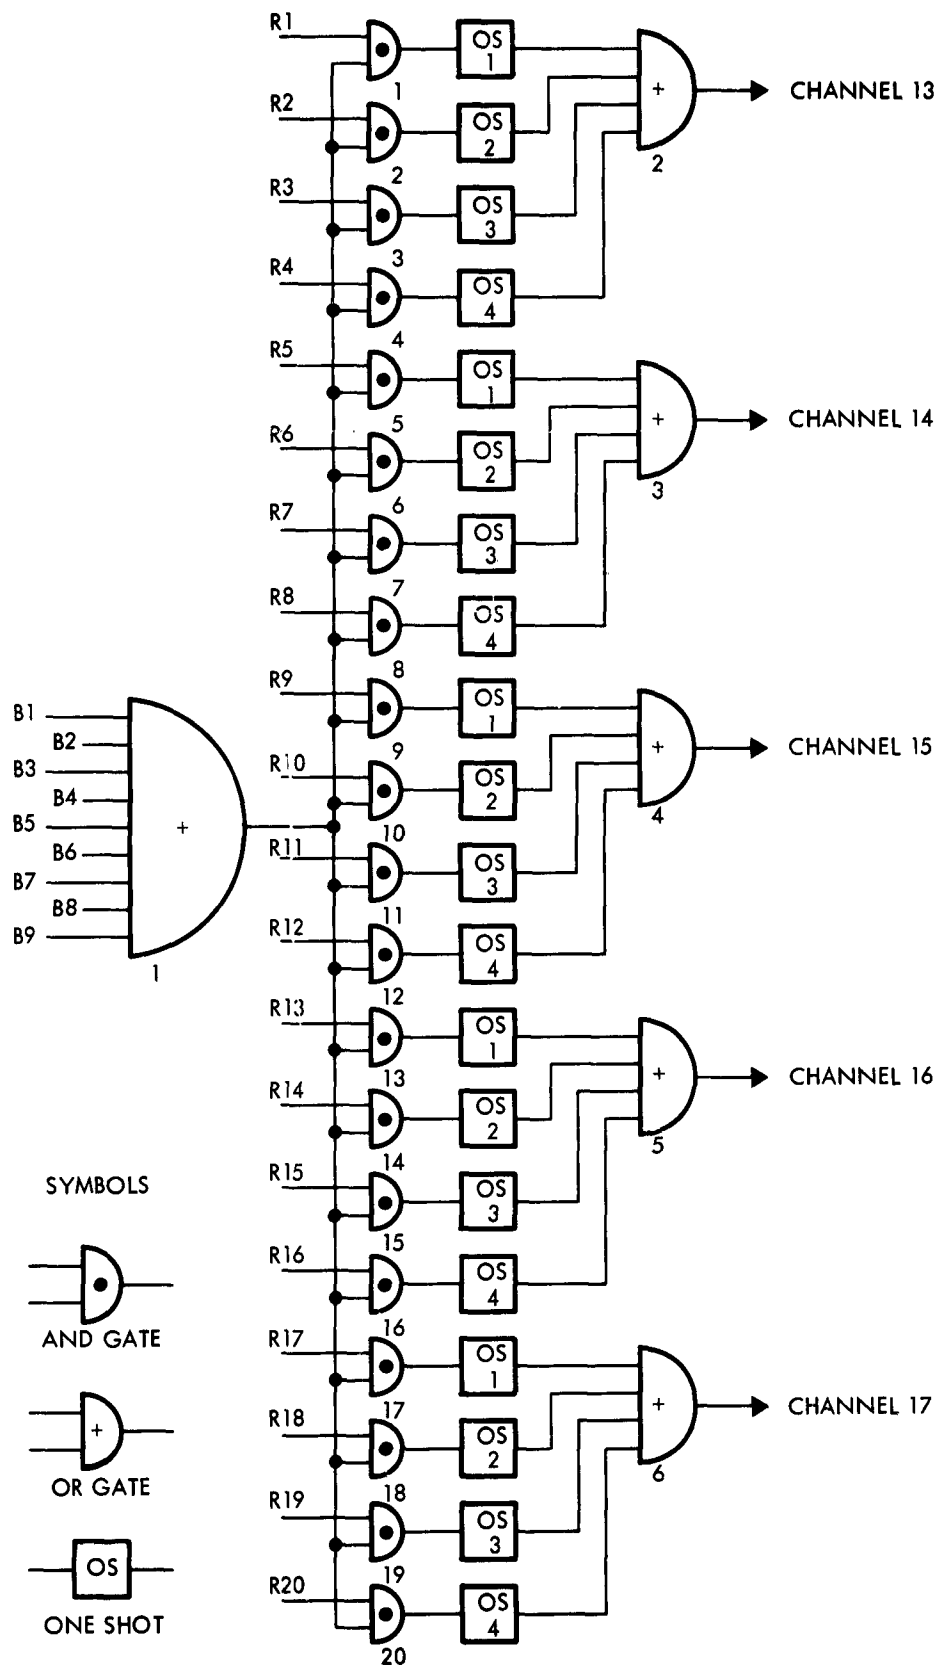 R1
OS
1
1
CHANNEL 13
R2
OS
2
2
+
2
R3
OS
3
3
R4
OS
4
4
R5
OS
1
5
CHANNEL 14
R6
OS
2
6
+
3
R7
OS
3
7
R8
OS
4
8
R9
OS
1
9
CHANNEL 15
R10
OS
2
10
+
4
R11
OS
3
11
R12
OS
4
12
B1
B2
B3
B4
B5
B6
B7
B8
B9
+
1
R13
OS
1
13
CHANNEL 16
R14
OS
2
14
+
5
R15
OS
3
15
R16
OS
4
16
R17
OS
1
17
CHANNEL 17
R18
OS
2
18
+
6
R19
OS
3
19
R20
OS
4
20
SYMBOLS
AND GATE
+
OR GATE
OS
ONE SHOT